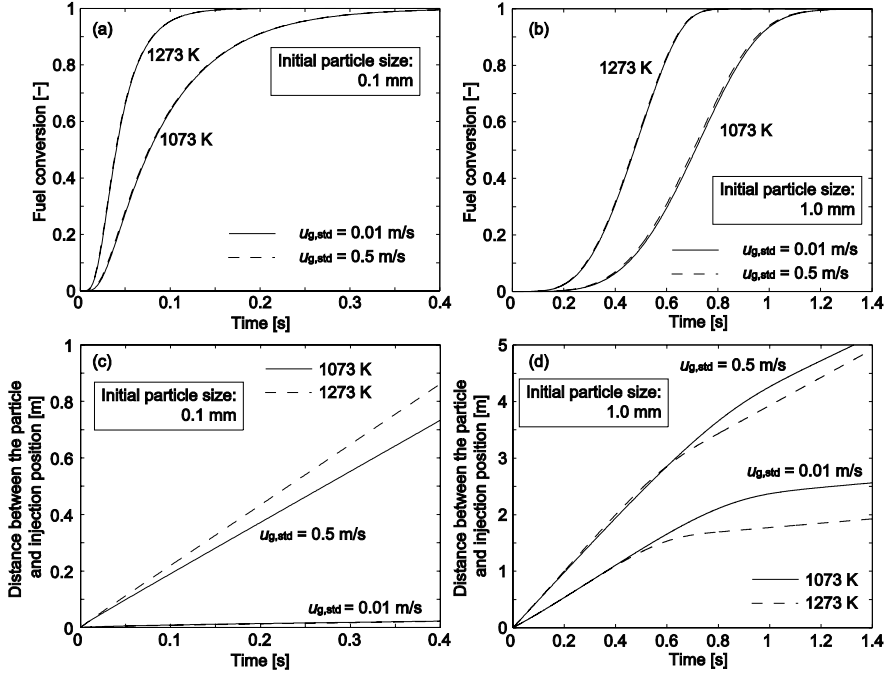 (a)
1273 K
1073 K
Initial particle size:
0.1 mm
u g,std = 0.01 m/s
u g,std = 0.5 m/s
Fuel conversion [–]
1
0.8
0.6
0.4
0.2
0
0 0.1 0.2 0.3 0.4
Time [s]
(b)
1273 K
1073 K
Initial particle size:
1.0 mm
u g,std = 0.01 m/s
u g,std = 0.5 m/s
Fuel conversion [–]
1
0.8
0.6
0.4
0.2
0
0 0.2 0.4 0.6 0.8 1 1.2 1.4
Time [s]
(c)
1073 K
1273 K
Initial particle size:
0.1 mm
u g,std = 0.5 m/s
u g,std = 0.01 m/s
Distance between the particle
and injection position [m]
1
0.8
0.6
0.4
0.2
0
0 0.1 0.2 0.3 0.4
Time [s]
(d)
u g,std = 0.5 m/s
Initial particle size:
1.0 mm
u g,std = 0.01 m/s
1073 K
1273 K
Distance between the particle
and injection position [m]
5
4
3
2
1
0
0 0.2 0.4 0.6 0.8 1 1.2 1.4
Time [s]